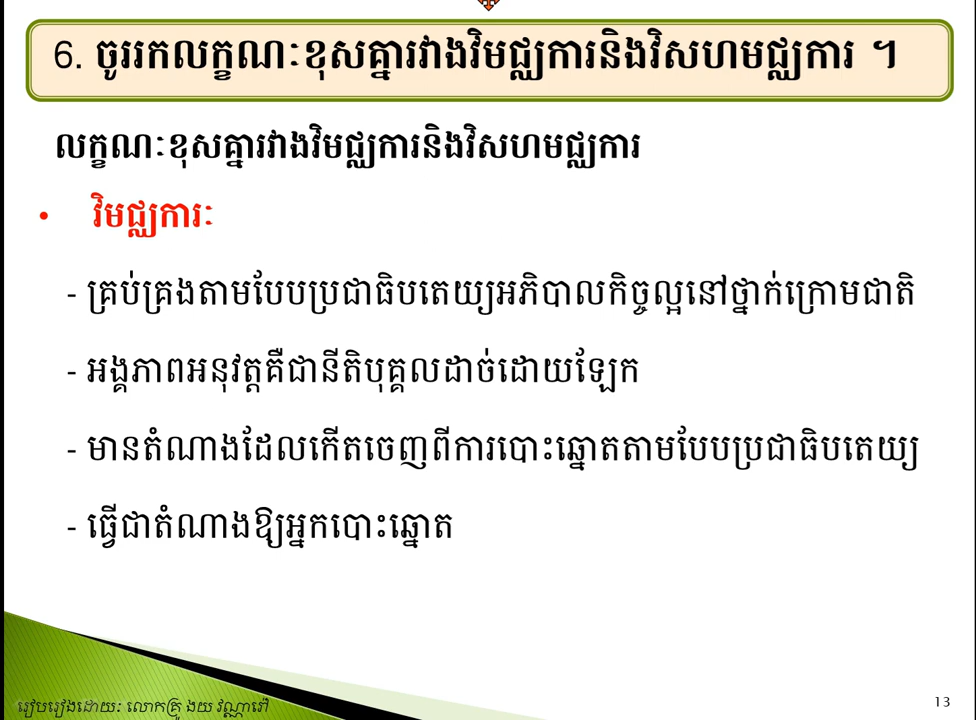 6. ចូររកលក្ខណៈខុសគ្នារវាងវិមជ្ឈការនិងវិសហមជ្ឈការ ។
លក្ខណៈខុសគ្នារវាងវិមជ្ឈការនិងវិសហមជ្ឈការ
• វិមជ្ឈការៈ
- គ្រប់គ្រងតាមបែបប្រជាធិបតេយ្យអភិបាលកិច្ចល្អនៅថ្នាក់ក្រោមជាតិ
- អង្គភាពអនុវត្តគឺជានីតិបុគ្គលដាច់ដោយឡែក
- មានតំណាងដែលកើតចេញពីការបោះឆ្នោតតាមបែបប្រជាធិបតេយ្យ
- ធ្វើជាតំណាងឱ្យអ្នកបោះឆ្នោត
រៀបរៀងដោយៈ លោកគ្រូ ងយ វណ្ណារ៉ៅ
13